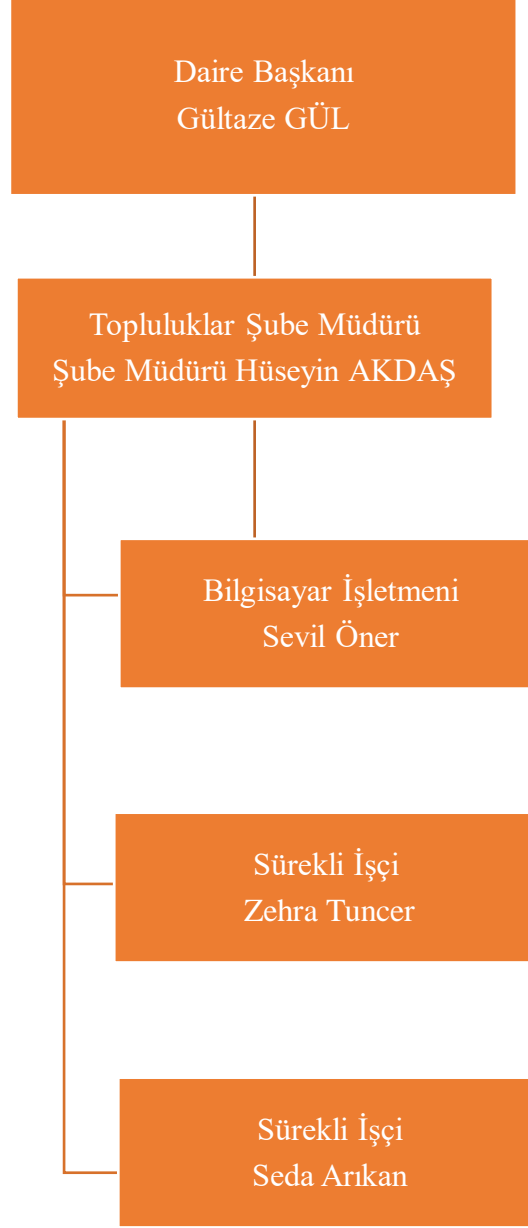 Daire Başkanı
Gültaze GÜL
Topluluklar Şube Müdürü
Şube Müdürü Hüseyin AKDAŞ
Bilgisayar İşletmeni
Sevil Öner
Sürekli İşçi
Zehra Tuncer
Sürekli İşçi
Seda Arıkan